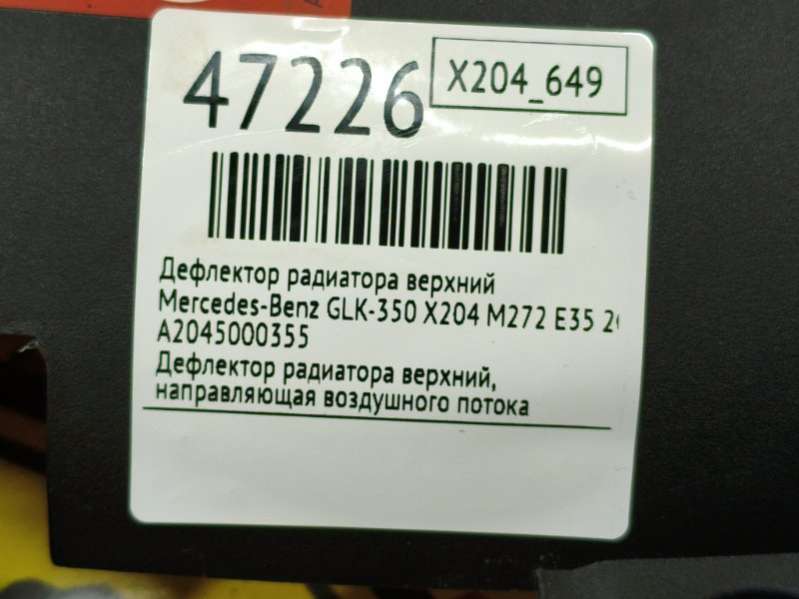 47226
X204_649
Дефлектор радиатора верхний
Mercedes-Benz GLK-350 X204 M272 E35
A2045000355
Дефлектор радиатора верхний,
направляющая воздушного потока